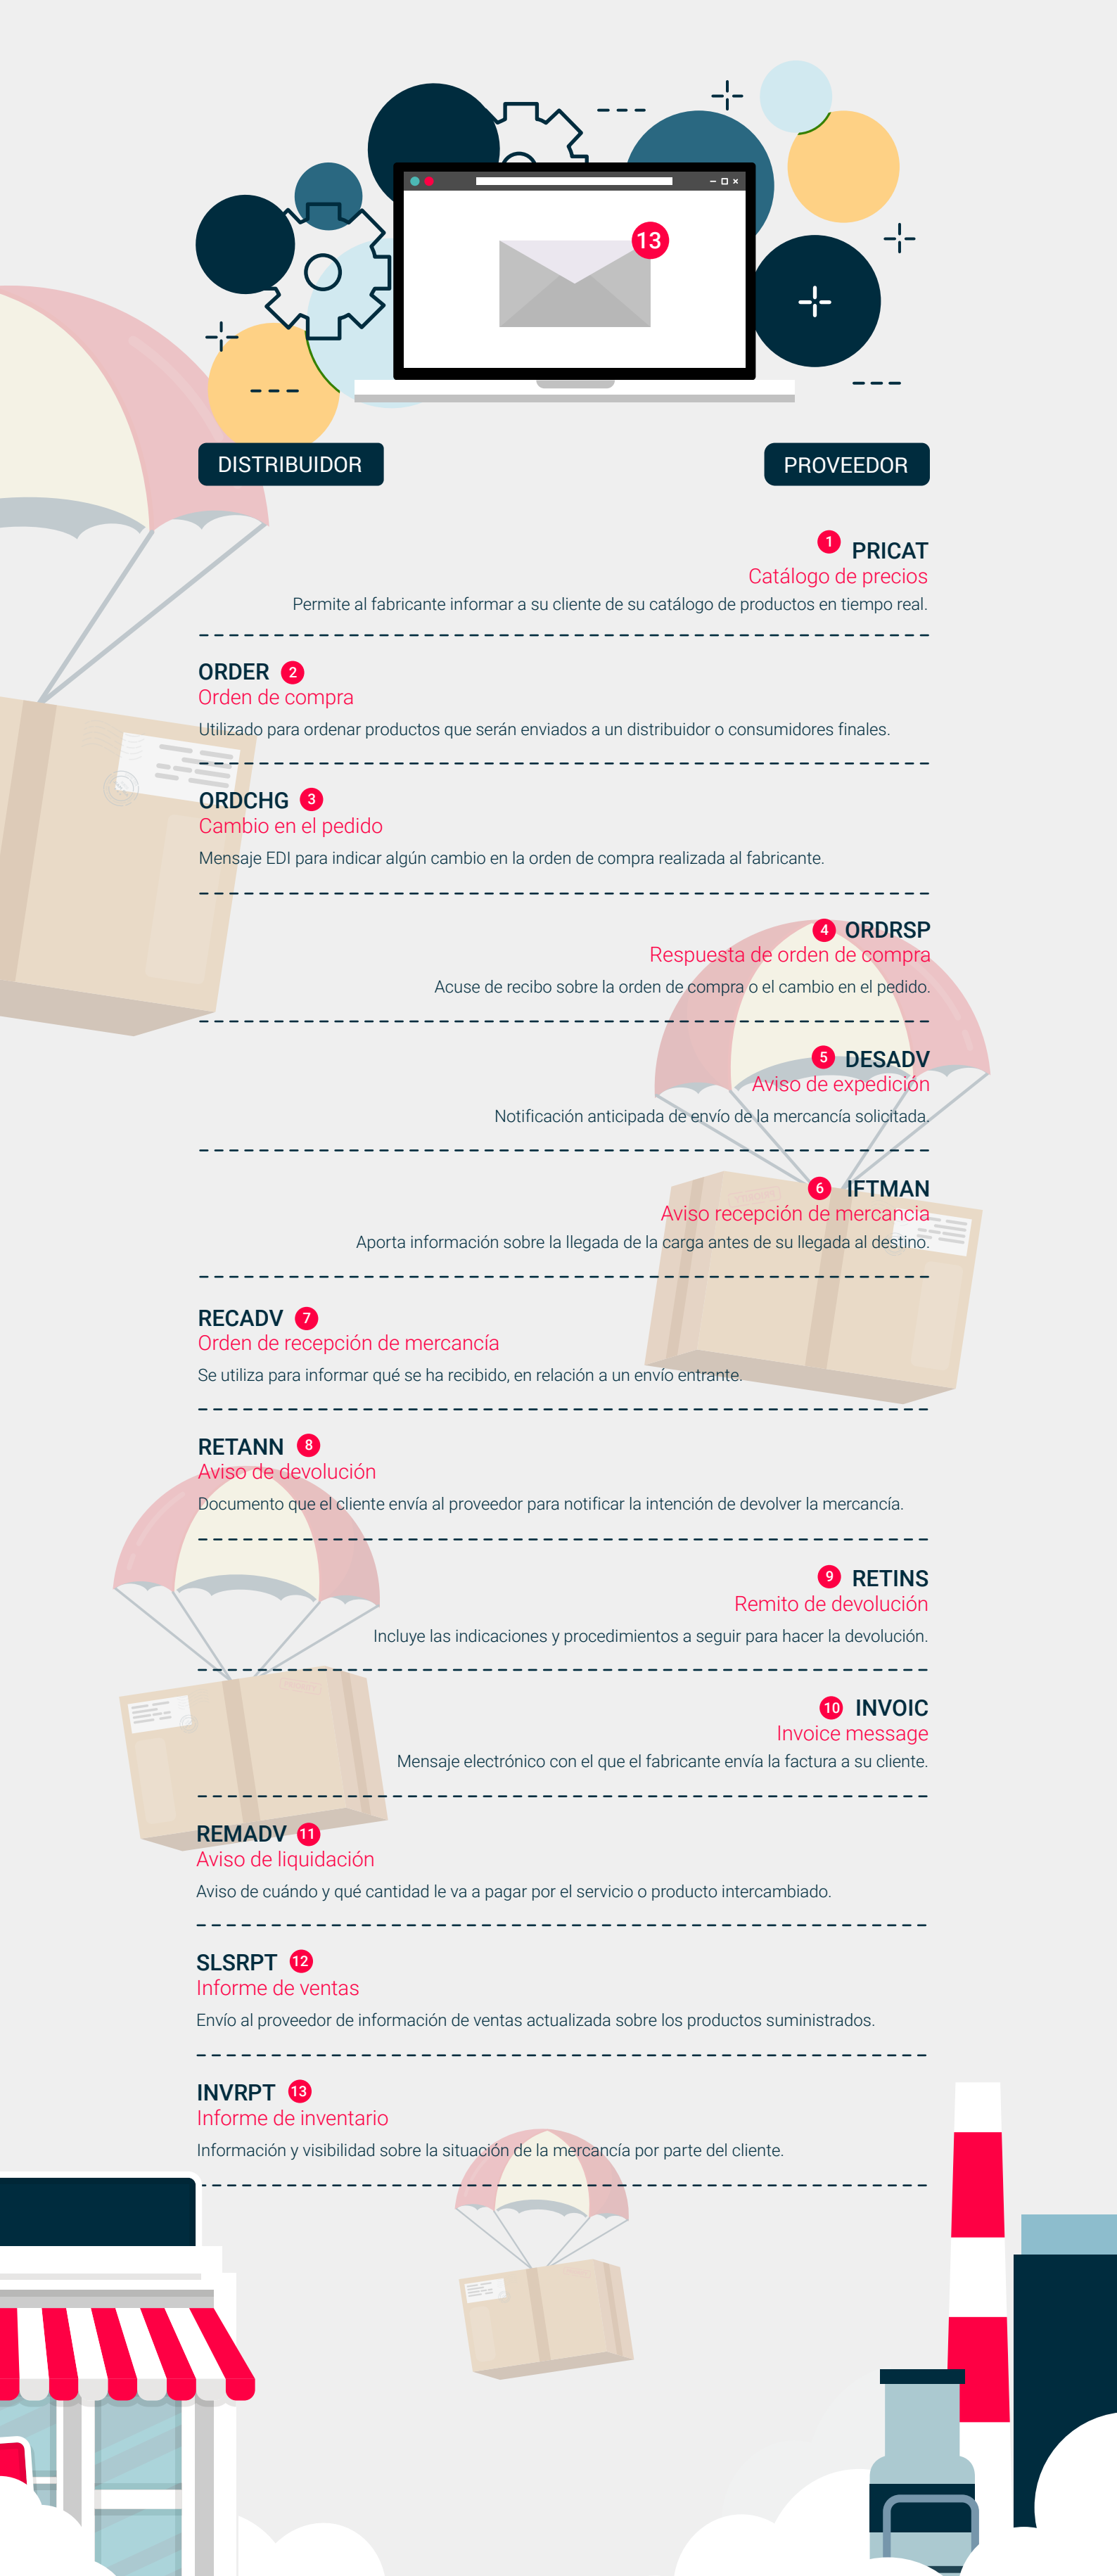 13
DISTRIBUIDOR
PROVEEDOR
1 PRICAT
Catálogo de precios
Permite al fabricante informar a su cliente de su catálogo de productos en tiempo real.
ORDER 2
Orden de compra
Utilizado para ordenar productos que serán enviados a un distribuidor o consumidores finales.
ORDCHG 3
Cambio en el pedido
Mensaje EDI para indicar algún cambio en la orden de compra realizada al fabricante.
4 ORDRSP
Respuesta de orden de compra
Acuse de recibo sobre la orden de compra o el cambio en el pedido.
5 DESADV
Aviso de expedición
Notificación anticipada de envío de la mercancía solicitada.
6 IFTMAN
Aviso recepción de mercancia
Aporta información sobre la llegada de la carga antes de su llegada al destino.
RECADV 7
Orden de recepción de mercancía
Se utiliza para informar qué se ha recibido, en relación a un envío entrante.
RETANN 8
Aviso de devolución
Documento que el cliente envía al proveedor para notificar la intención de devolver la mercancía.
9 RETINS
Remito de devolución
Incluye las indicaciones y procedimientos a seguir para hacer la devolución.
10 INVOIC
Invoice message
Mensaje electrónico con el que el fabricante envía la factura a su cliente.
REMADV 11
Aviso de liquidación
Aviso de cuándo y qué cantidad le va a pagar por el servicio o producto intercambiado.
SLSRPT 12
Informe de ventas
Envío al proveedor de información de ventas actualizada sobre los productos suministrados.
INVRPT 13
Informe de inventario
Información y visibilidad sobre la situación de la mercancía por parte del cliente.